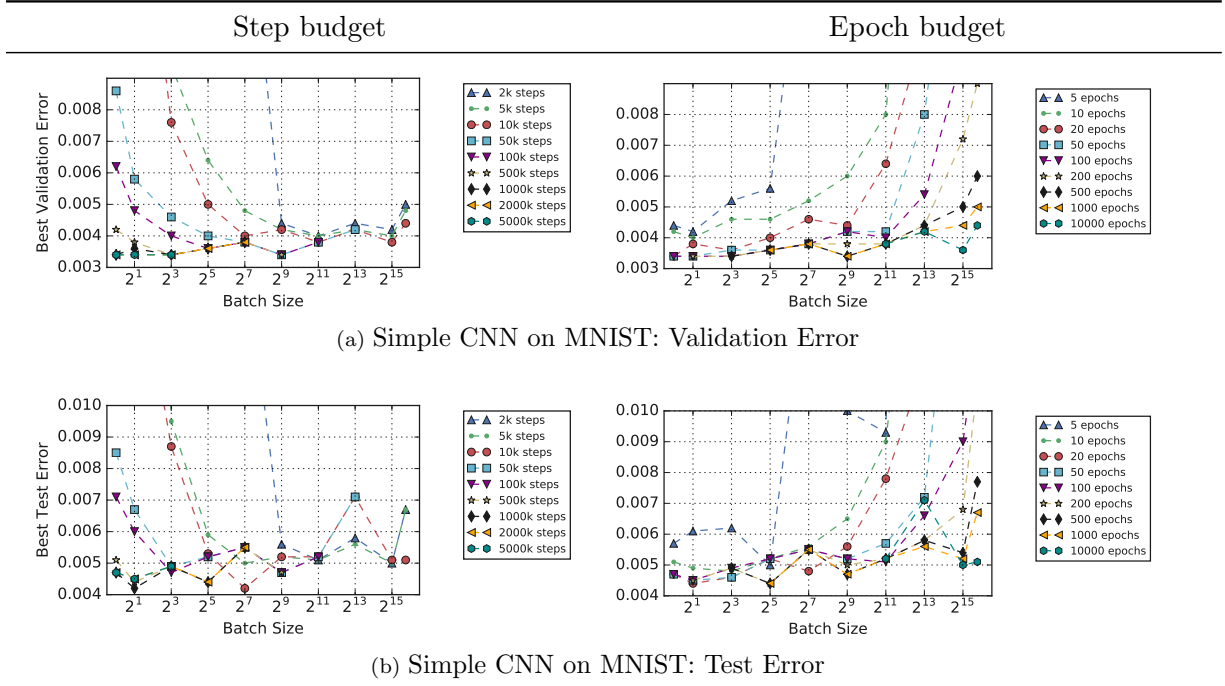 Step budget
Epoch budget
Best Validation Error
0.008
0.007
0.006
0.005
0.004
0.003
2^1 2^3 2^5 2^7 2^9 2^11 2^13 2^15
Batch Size
2k steps
5k steps
10k steps
50k steps
100k steps
500k steps
1000k steps
2000k steps
5000k steps
Best Validation Error
0.008
0.007
0.006
0.005
0.004
0.003
2^1 2^3 2^5 2^7 2^9 2^11 2^13 2^15
Batch Size
5 epochs
10 epochs
20 epochs
50 epochs
100 epochs
200 epochs
500 epochs
1000 epochs
10000 epochs
(a) Simple CNN on MNIST: Validation Error
Best Test Error
0.010
0.009
0.008
0.007
0.006
0.005
0.004
2^1 2^3 2^5 2^7 2^9 2^11 2^13 2^15
Batch Size
2k steps
5k steps
10k steps
50k steps
100k steps
500k steps
1000k steps
2000k steps
5000k steps
Best Test Error
0.010
0.009
0.008
0.007
0.006
0.005
0.004
2^1 2^3 2^5 2^7 2^9 2^11 2^13 2^15
Batch Size
5 epochs
10 epochs
20 epochs
50 epochs
100 epochs
200 epochs
500 epochs
1000 epochs
10000 epochs
(b) Simple CNN on MNIST: Test Error